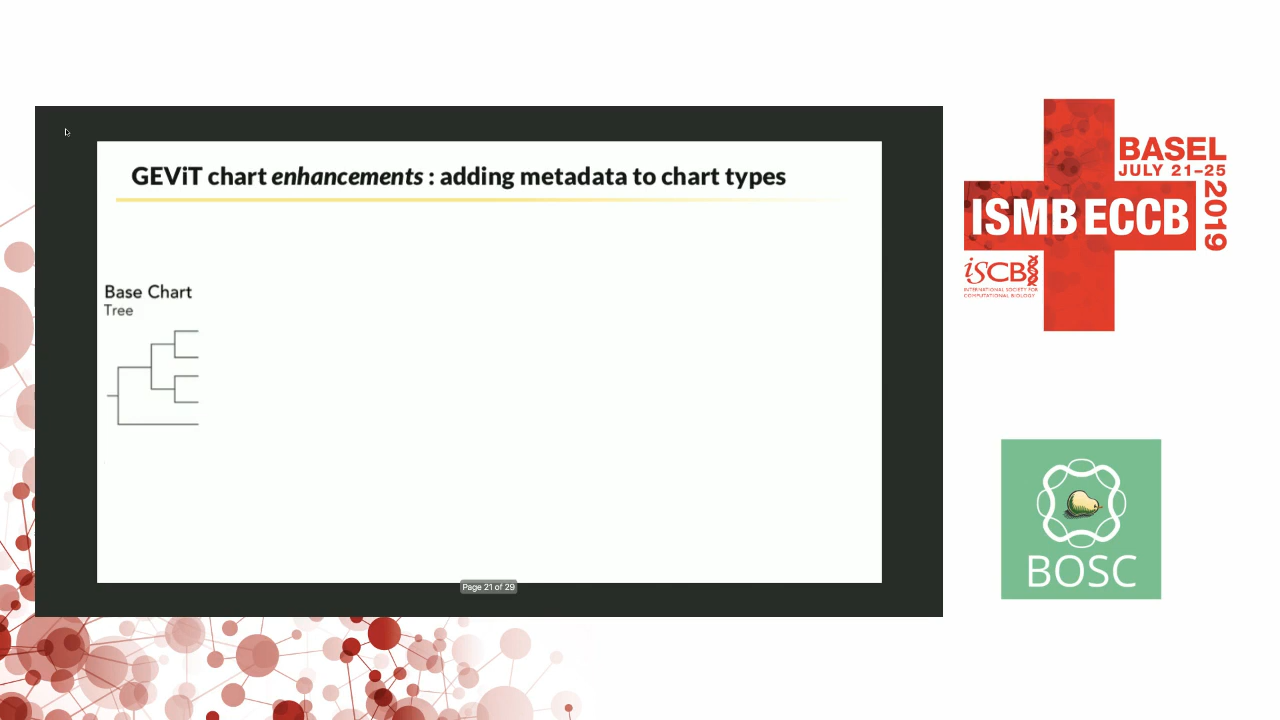 GEViT chart enhancements : adding metadata to chart types
Base Chart
Tree
Page 21 of 29
BASEL
JULY 21–25
2019
ISMB ECCB
iSCB
INTERNATIONAL SOCIETY FOR
COMPUTATIONAL BIOLOGY
BOSC